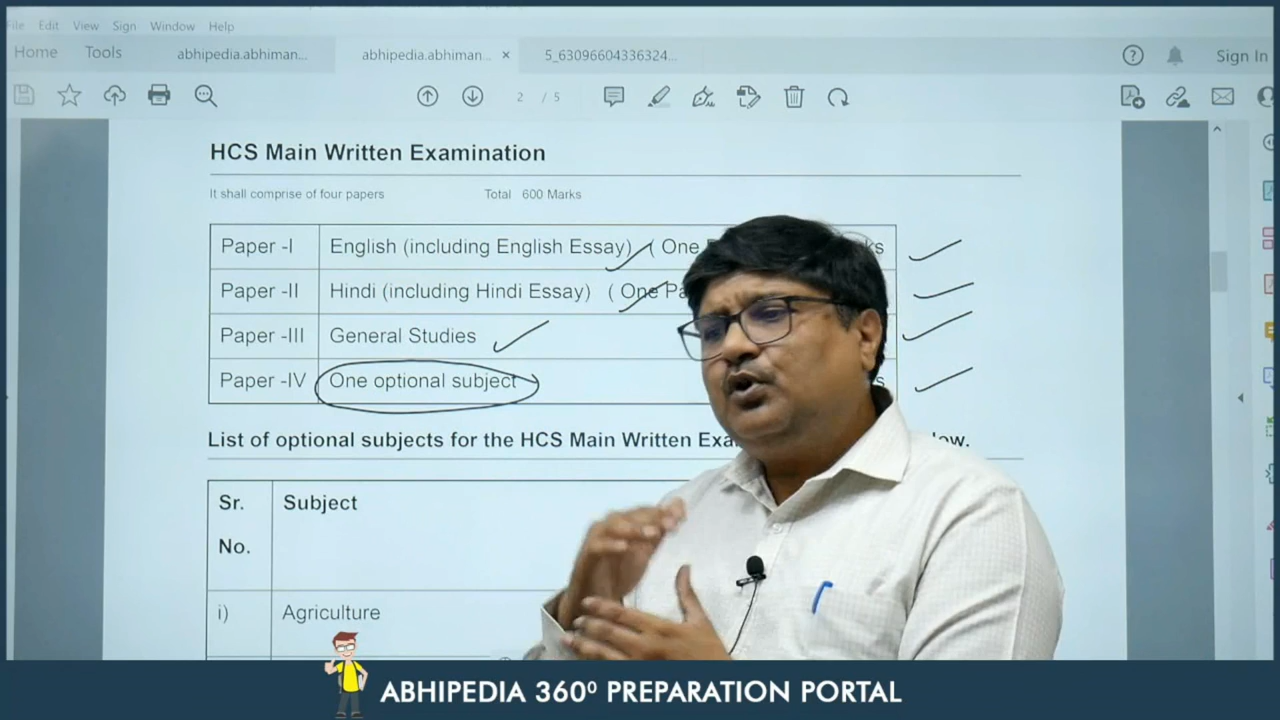 File Edit View Sign Window Help
Home Tools abhipedia.abhiman... abhipedia.abhiman... × 5_63096604336324... ? Sign In
2 / 5
HCS Main Written Examination
It shall comprise of four papers Total 600 Marks
Paper -I English (including English Essay) ( One
Paper -II Hindi (including Hindi Essay) ( One
Paper -III General Studies
Paper -IV One optional subject
List of optional subjects for the HCS Main Written
Sr. No. Subject
i) Agriculture
ABHIPEDIA 360º PREPARATION PORTAL